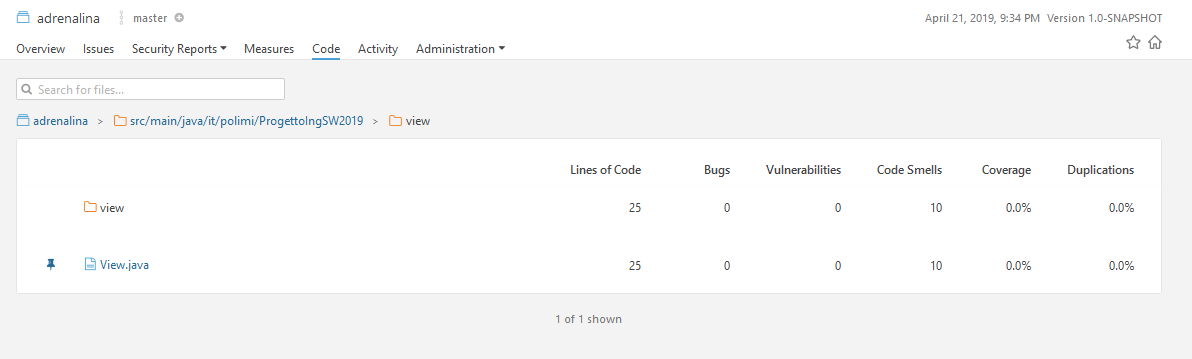 adrenalina master April 21, 2019, 9:34 PM Version 1.0-SNAPSHOT
Overview Issues Security Reports Measures Code Activity Administration
Search for files...
adrenalina > src/main/java/it/polimi/ProgettoIngSW2019 > view
Lines of Code Bugs Vulnerabilities Code Smells Coverage Duplications
view 25 0 0 10 0.0% 0.0%
View.java 25 0 0 10 0.0% 0.0%
1 of 1 shown